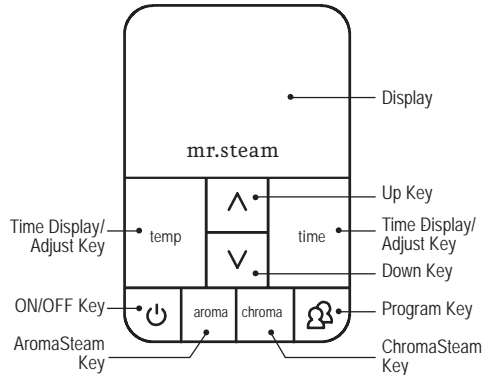 Display
mr.steam
Up Key
Time Display/
Adjust Key
temp
time
Time Display/
Adjust Key
Down Key
ON/OFF Key
aroma
chroma
Program Key
AromaSteam
Key
ChromaSteam
Key